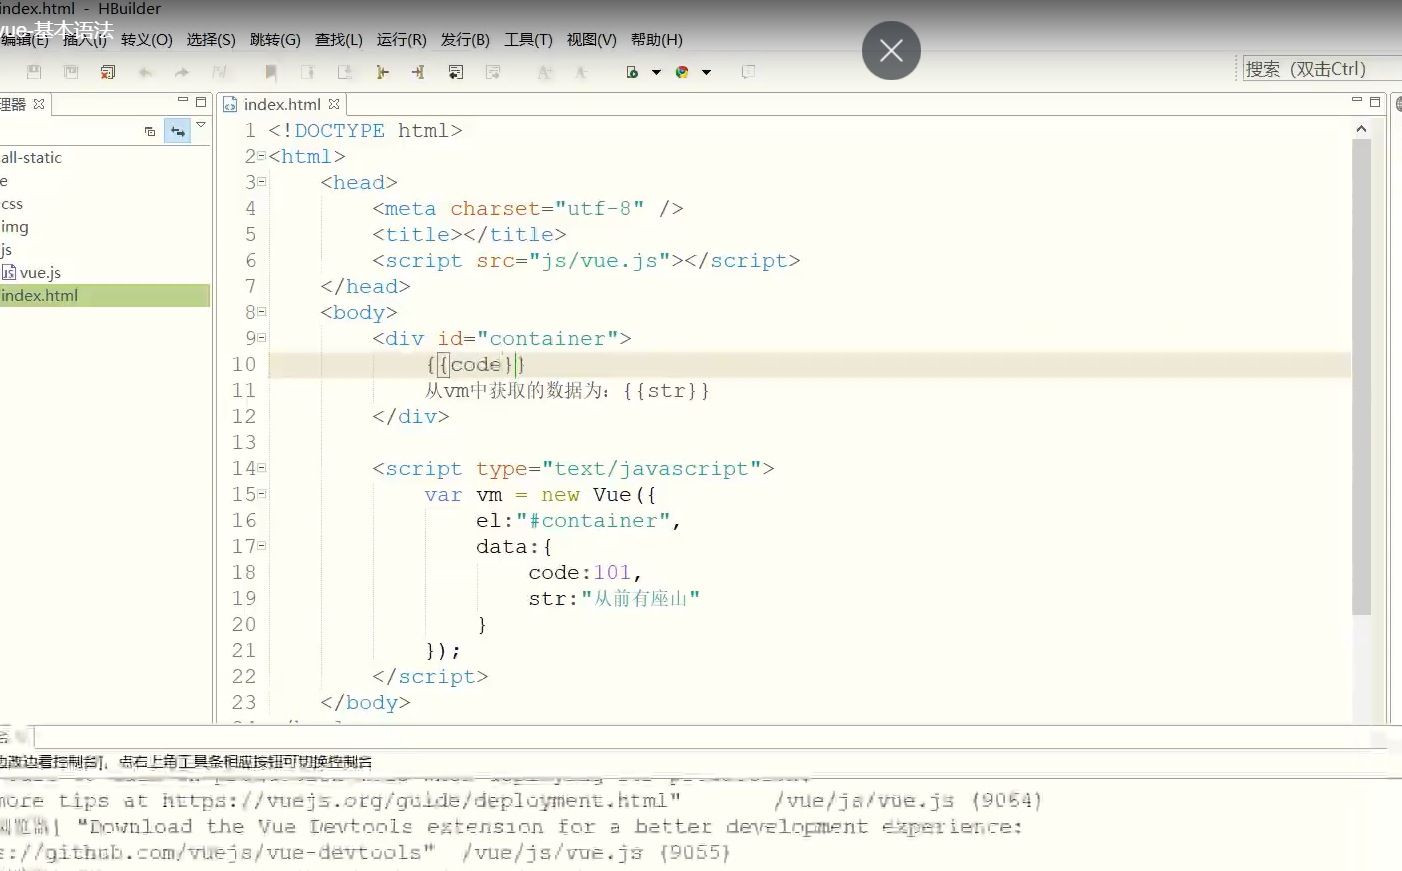 index.html - HBuilder
vue-基本语法
编辑(E) 插入(I) 转义(O) 选择(S) 跳转(G) 查找(L) 运行(R) 发行(B) 工具(T) 视图(V) 帮助(H)
搜索（双击Ctrl）
理器
index.html
all-static
e
css
img
js
vue.js
index.html
1 <!DOCTYPE html>
2 <html>
3 <head>
4 <meta charset="utf-8" />
5 <title></title>
6 <script src="js/vue.js"></script>
7 </head>
8 <body>
9 <div id="container">
10 {{code}}
11 从vm中获取的数据为：{{str}}
12 </div>
13
14 <script type="text/javascript">
15 var vm = new Vue({
16 el:"#container",
17 data:{
18 code:101,
19 str:"从前有座山"
20 }
21 });
22 </script>
23 </body>
边改边看控制台]，点右上角工具条相应按钮可切换控制台
more tips at https://vuejs.org/guide/deployment.html" /vue/js/vue.js (9064)
浏览器] "Download the Vue Devtools extension for a better development experience:
s://github.com/vuejs/vue-devtools" /vue/js/vue.js (9055)